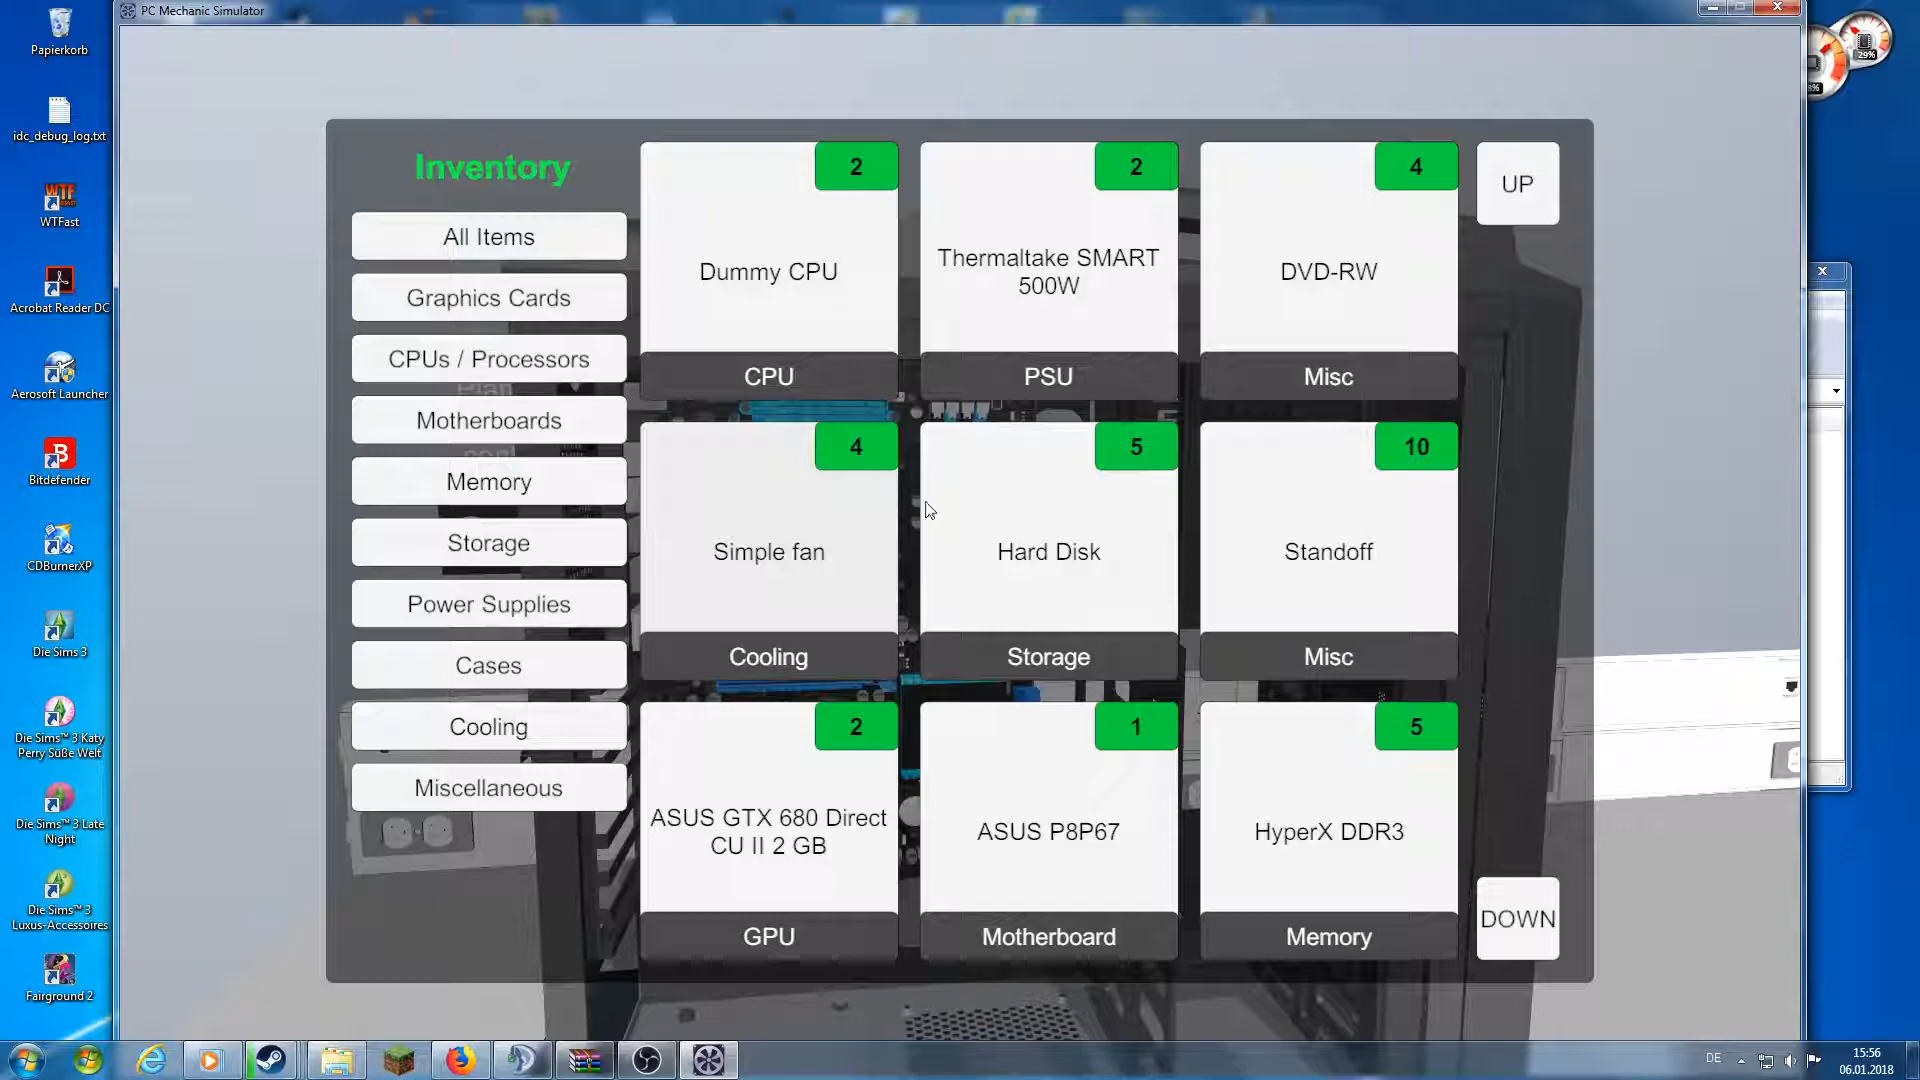 PC Mechanic Simulator
Papierkorb
idc_debug_log.txt
WTFast
Acrobat Reader DC
Aerosoft Launcher
Bitdefender
CDBurnerXP
Die Sims 3
Die Sims™ 3 Katy
Perry Süße Welt
Die Sims™ 3 Late
Night
Die Sims™ 3
Luxus-Accessoires
Fairground 2
Inventory
All Items
Graphics Cards
CPUs / Processors
Motherboards
Memory
Storage
Power Supplies
Cases
Cooling
Miscellaneous
2
Dummy CPU
CPU
2
Thermaltake SMART
500W
PSU
4
DVD-RW
Misc
4
Simple fan
Cooling
5
Hard Disk
Storage
10
Standoff
Misc
2
ASUS GTX 680 Direct
CU II 2 GB
GPU
1
ASUS P8P67
Motherboard
5
HyperX DDR3
Memory
UP
DOWN
29%
DE
15:56
06.01.2018